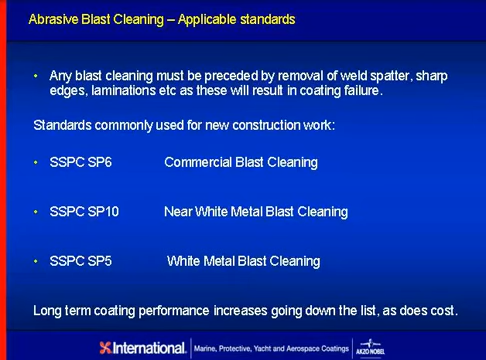 Abrasive Blast Cleaning – Applicable standards
• Any blast cleaning must be preceded by removal of weld spatter, sharp
edges, laminations etc as these will result in coating failure.
Standards commonly used for new construction work:
• SSPC SP6 Commercial Blast Cleaning
• SSPC SP10 Near White Metal Blast Cleaning
• SSPC SP5 White Metal Blast Cleaning
Long term coating performance increases going down the list, as does cost.
International. Marine, Protective, Yacht and Aerospace Coatings AKZO NOBEL